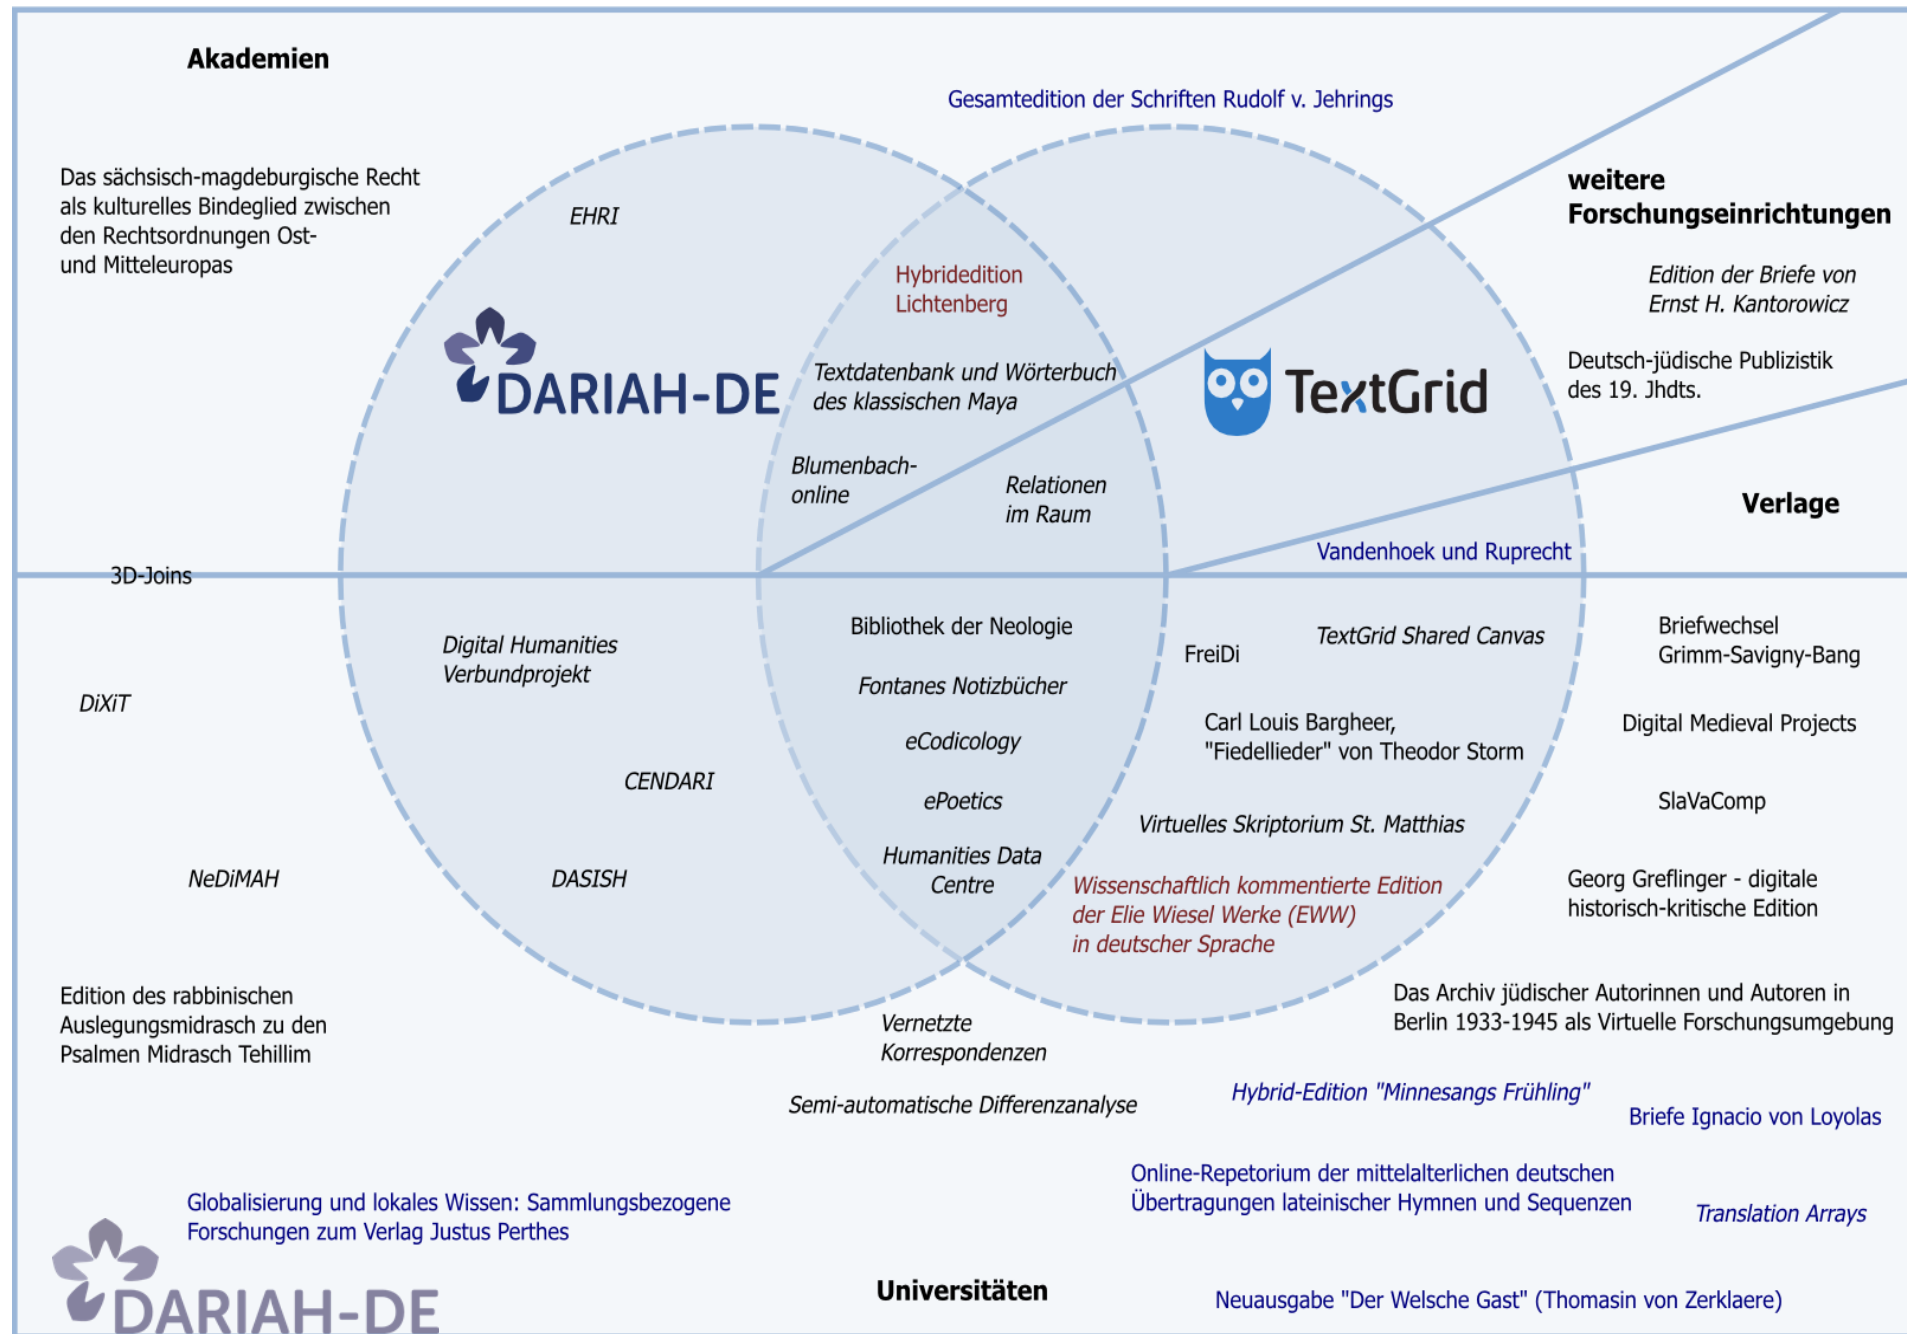 Akademien
Gesamtedition der Schriften Rudolf v. Jehrings
Das sächsisch-magdeburgische Recht
als kulturelles Bindeglied zwischen
den Rechtsordnungen Ost-
und Mitteleuropas
EHRI
weitere
Forschungseinrichtungen
Hybridedition
Lichtenberg
Edition der Briefe von
Ernst H. Kantorowicz
DARIAH-DE
Textdatenbank und Wörterbuch
des klassischen Maya
TextGrid
Deutsch-jüdische Publizistik
des 19. Jhdts.
Blumenbach-
online
Relationen
im Raum
Verlage
Vandenhoek und Ruprecht
3D-Joins
Digital Humanities
Verbundprojekt
Bibliothek der Neologie
FreiDi
TextGrid Shared Canvas
Briefwechsel
Grimm-Savigny-Bang
DiXiT
Fontanes Notizbücher
eCodicology
Carl Louis Bargheer,
"Fiedellieder" von Theodor Storm
Digital Medieval Projects
CENDARI
ePoetics
Virtuelles Skriptorium St. Matthias
SlaVaComp
NeDiMAH
DASISH
Humanities Data
Centre
Wissenschaftlich kommentierte Edition
der Elie Wiesel Werke (EWW)
in deutscher Sprache
Georg Greflinger - digitale
historisch-kritische Edition
Edition des rabbinischen
Auslegungsmidrasch zu den
Psalmen Midrasch Tehillim
Vernetzte
Korrespondenzen
Das Archiv jüdischer Autorinnen und Autoren in
Berlin 1933-1945 als Virtuelle Forschungsumgebung
Semi-automatische Differenzanalyse
Hybrid-Edition "Minnesangs Frühling"
Briefe Ignacio von Loyolas
Globalisierung und lokales Wissen: Sammlungsbezogene
Forschungen zum Verlag Justus Perthes
Online-Repetorium der mittelalterlichen deutschen
Übertragungen lateinischer Hymnen und Sequenzen
Translation Arrays
DARIAH-DE
Universitäten
Neuausgabe "Der Welsche Gast" (Thomasin von Zerklaere)